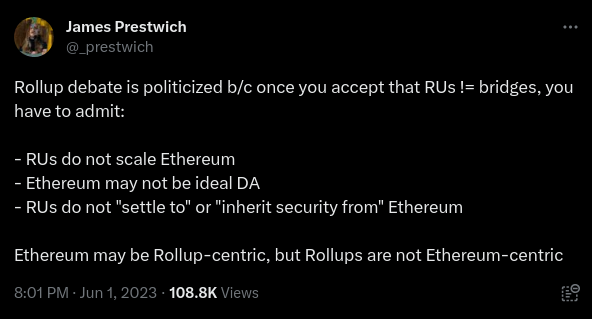 James Prestwich
@_prestwich
Rollup debate is politicized b/c once you accept that RUs != bridges, you
have to admit:
- RUs do not scale Ethereum
- Ethereum may not be ideal DA
- RUs do not "settle to" or "inherit security from" Ethereum
Ethereum may be Rollup-centric, but Rollups are not Ethereum-centric
8:01 PM · Jun 1, 2023 · 108.8K Views